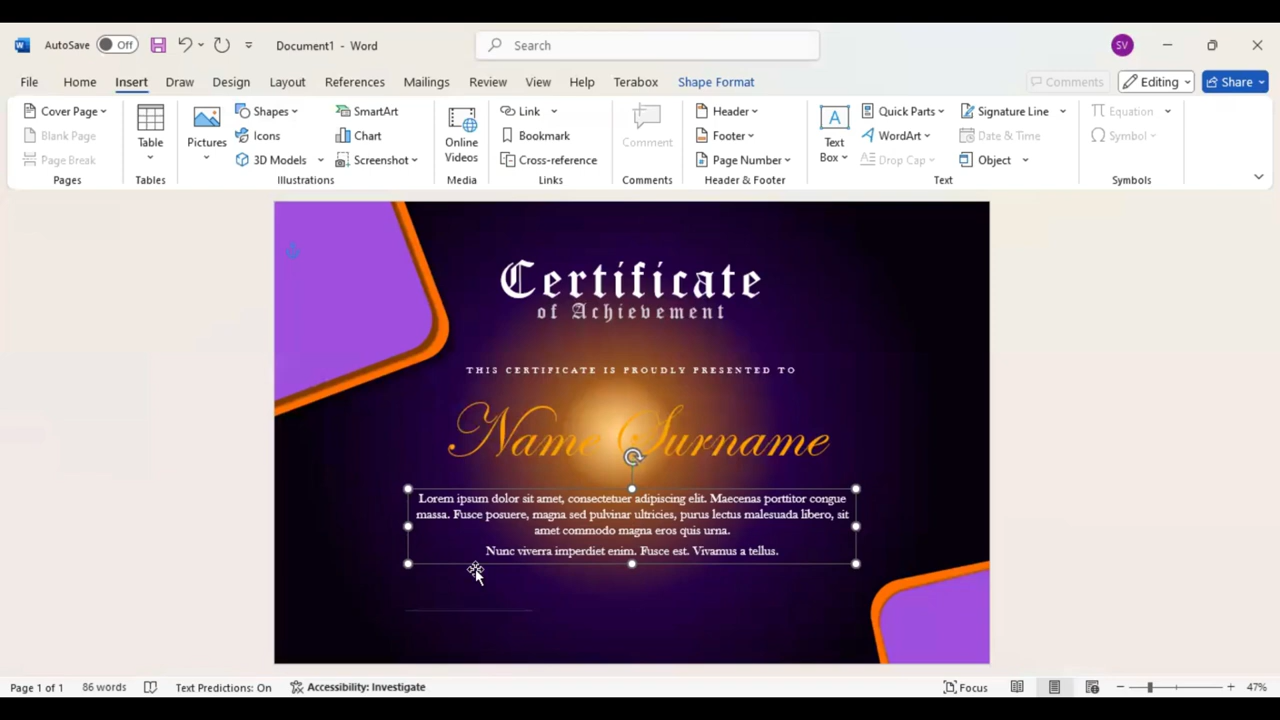 AutoSave Off Document1 - Word Search SV
File Home Insert Draw Design Layout References Mailings Review View Help Terabox Shape Format Comments Editing Share
Cover Page
Blank Page
Page Break
Pages
Table
Tables
Pictures
Shapes
Icons
3D Models
SmartArt
Chart
Screenshot
Illustrations
Online
Videos
Media
Link
Bookmark
Cross-reference
Links
Comment
Comments
Header
Footer
Page Number
Header & Footer
A
Text
Box
Quick Parts
WordArt
Drop Cap
Signature Line
Date & Time
Object
Text
Equation
Symbol
Symbols
Certificate
of Achievement
THIS CERTIFICATE IS PROUDLY PRESENTED TO
Name Surname
Lorem ipsum dolor sit amet, consectetuer adipiscing elit. Maecenas porttitor congue
massa. Fusce posuere, magna sed pulvinar ultricies, purus lectus malesuada libero, sit
amet commodo magna eros quis urna.
Nunc viverra imperdiet enim. Fusce est. Vivamus a tellus.
Page 1 of 1 86 words Text Predictions: On Accessibility: Investigate Focus 47%